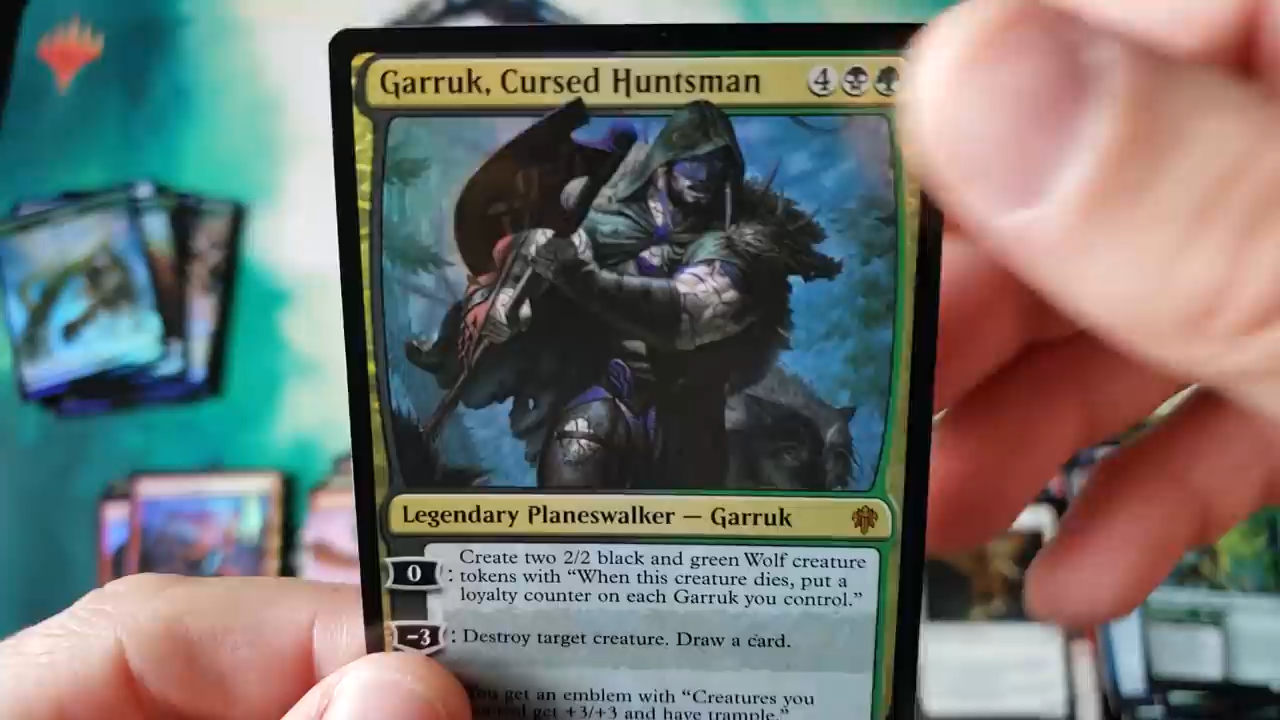 Garruk, Cursed Huntsman 4
Legendary Planeswalker — Garruk
0 : Create two 2/2 black and green Wolf creature
tokens with “When this creature dies, put a
loyalty counter on each Garruk you control.”
−3 : Destroy target creature. Draw a card.
You get an emblem with “Creatures you
get +3/+3 and have trample.”